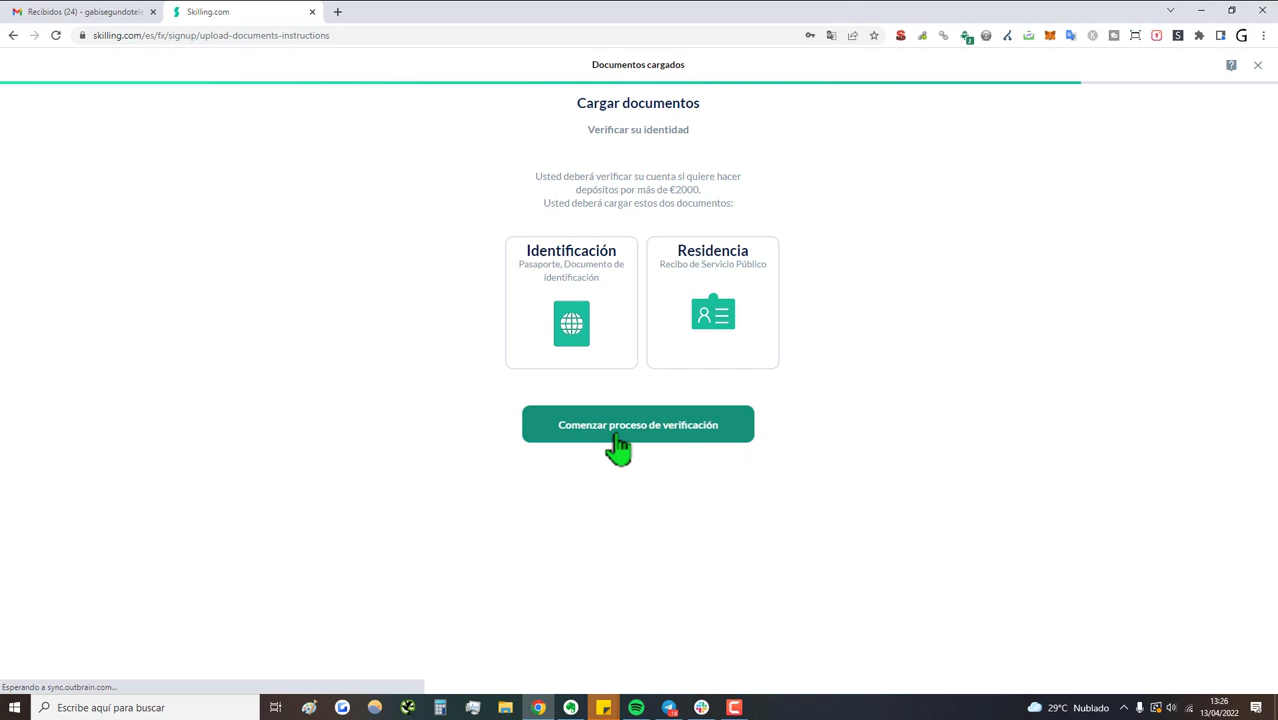 Recibidos (24) - gabisegundotele
Skilling.com
skilling.com/es/fx/signup/upload-documents-instructions
Documentos cargados
Cargar documentos
Verificar su identidad
Usted deberá verificar su cuenta si quiere hacer
depósitos por más de €2000.
Usted deberá cargar estos dos documentos:
Identificación
Pasaporte, Documento de
identificación
Residencia
Recibo de Servicio Público
Comenzar proceso de verificación
Esperando a sync.outbrain.com...
Escribe aquí para buscar
29°C Nublado
13:26
13/04/2022